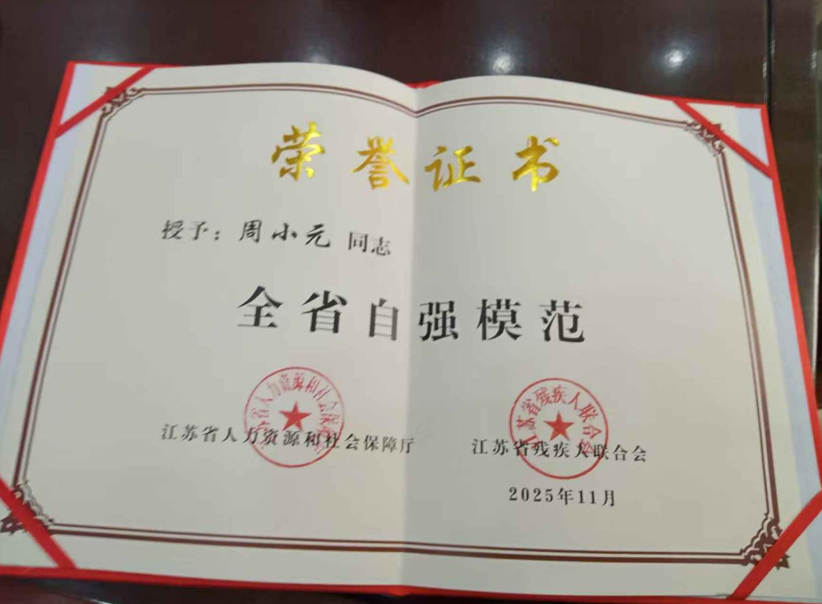 荣誉证书
授予：周小元 同志
全省自强模范
江苏省人力资源和社会保障厅
江苏省残疾人联合会
2025年11月